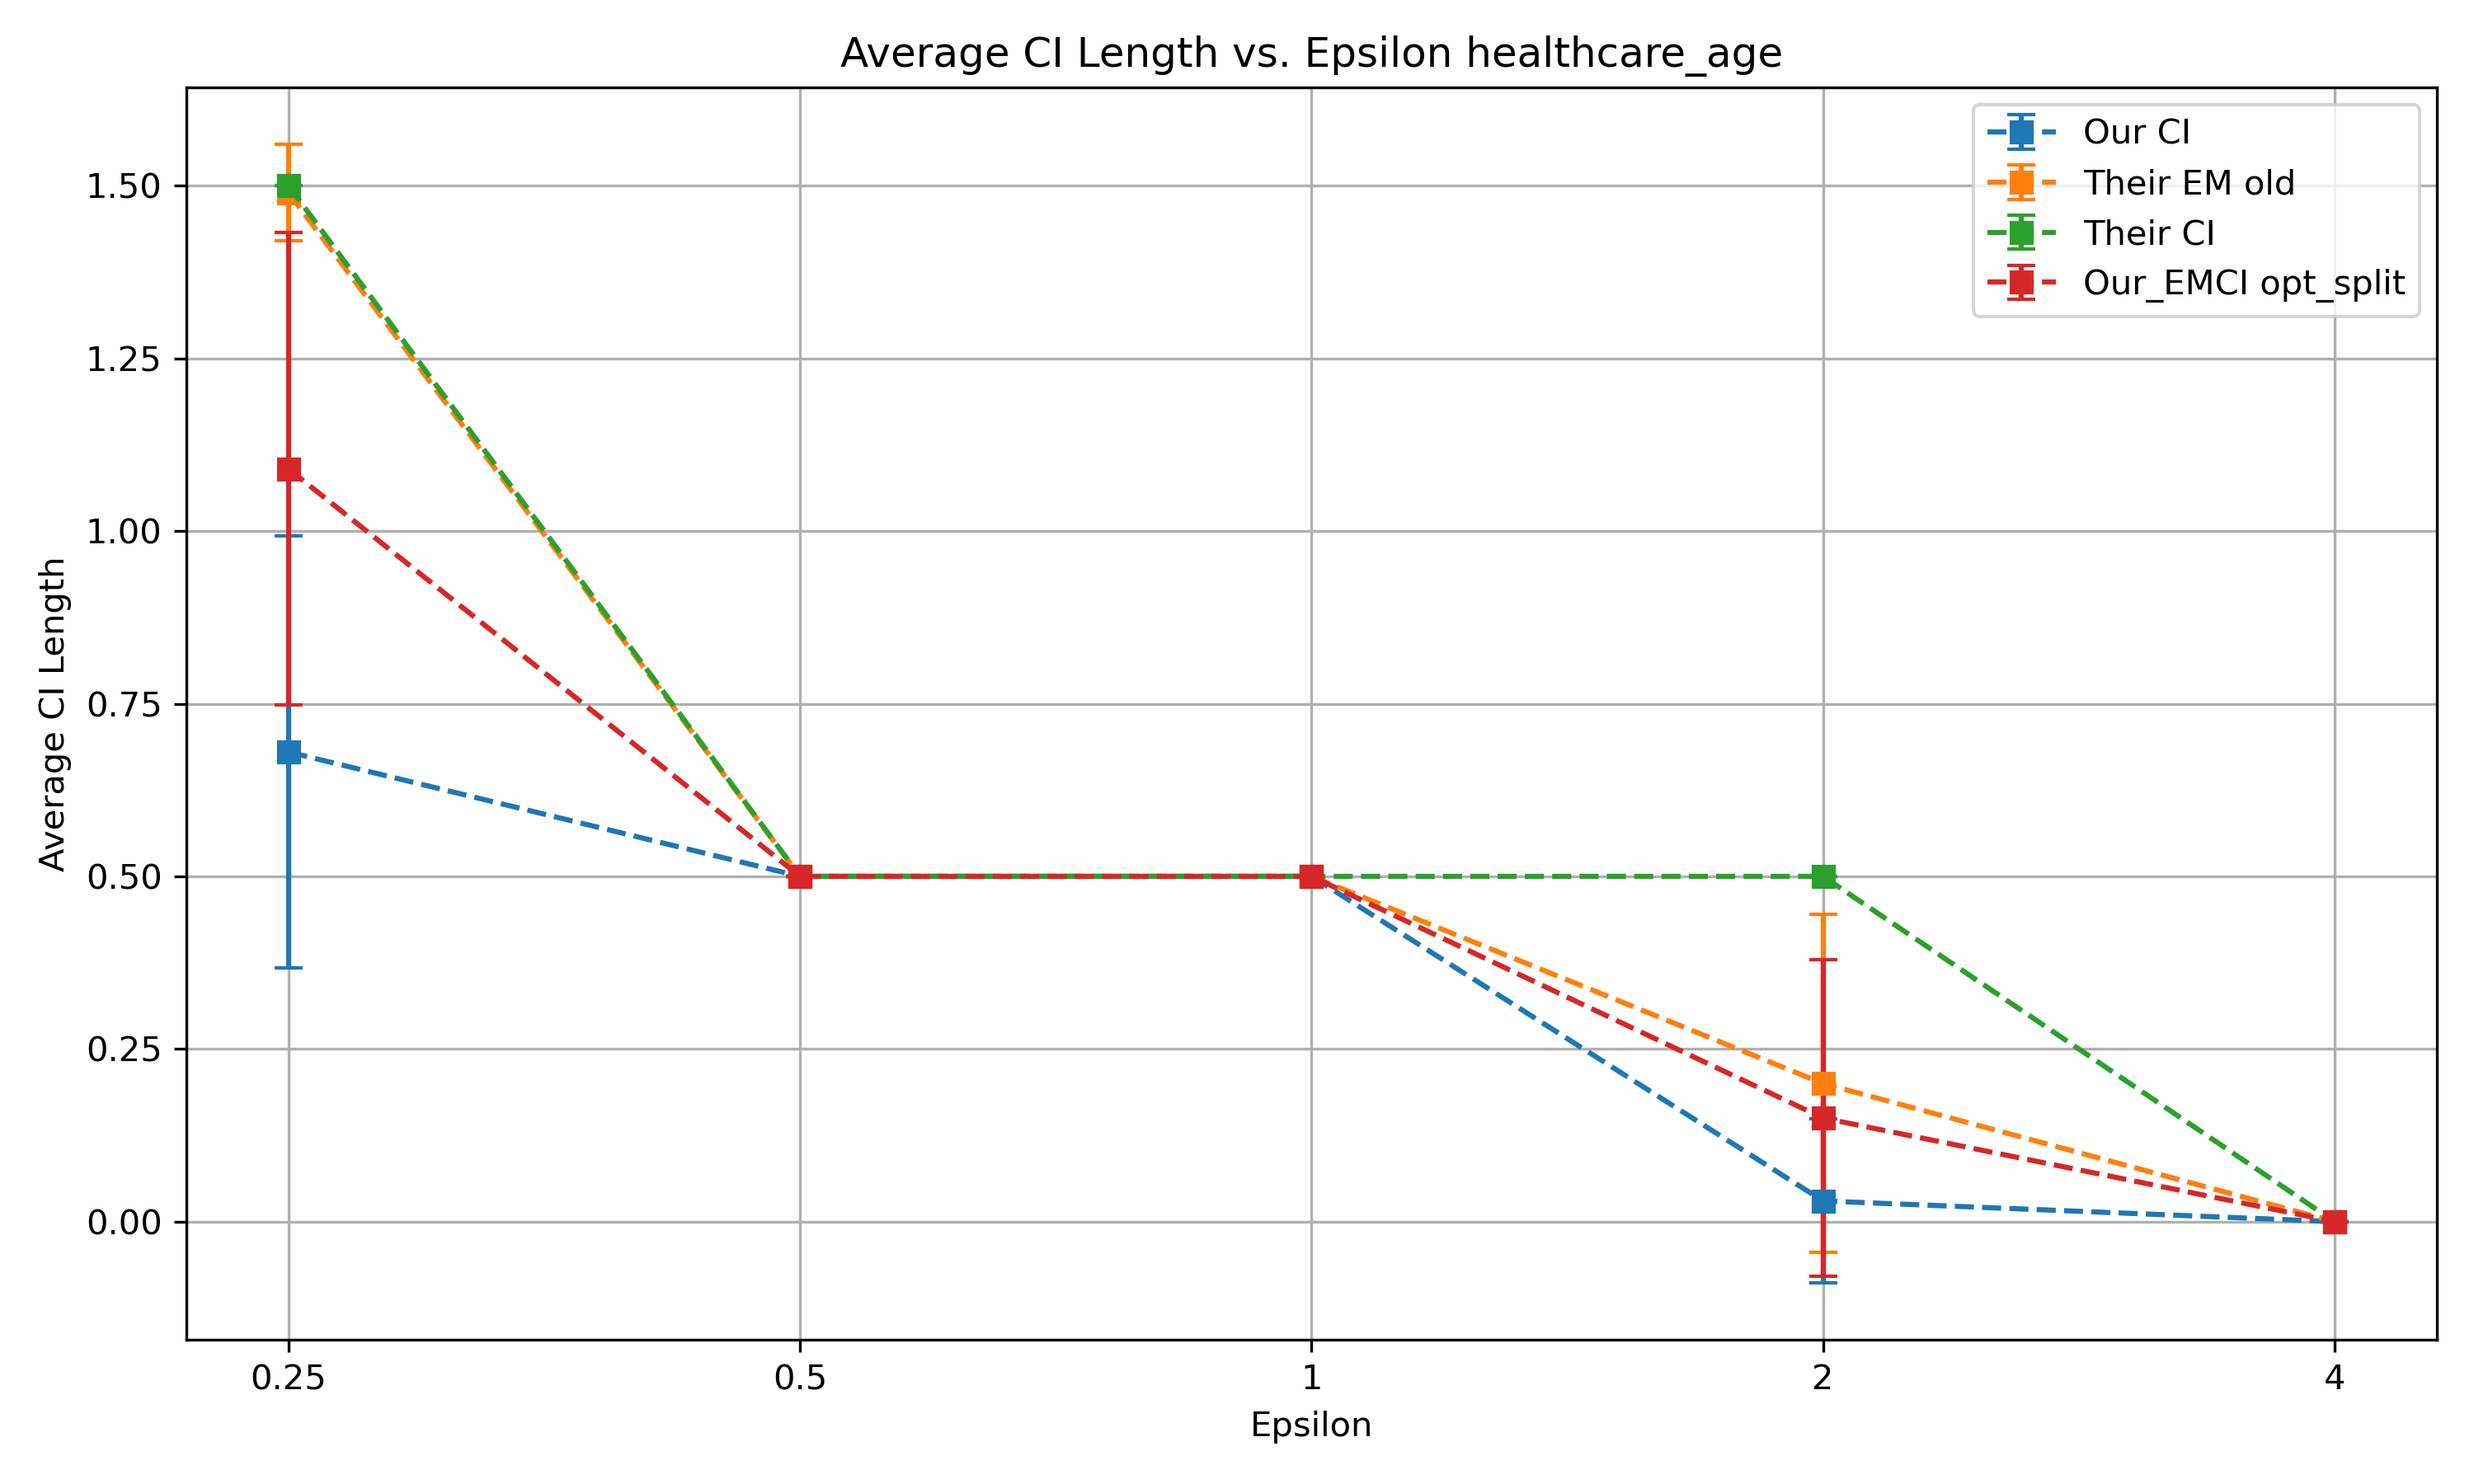 Average CI Length vs. Epsilon healthcare_age
Our CI
Their EM old
Their CI
Our_EMCI opt_split
Average CI Length
1.50
1.25
1.00
0.75
0.50
0.25
0.00
0.25
0.5
1
2
4
Epsilon